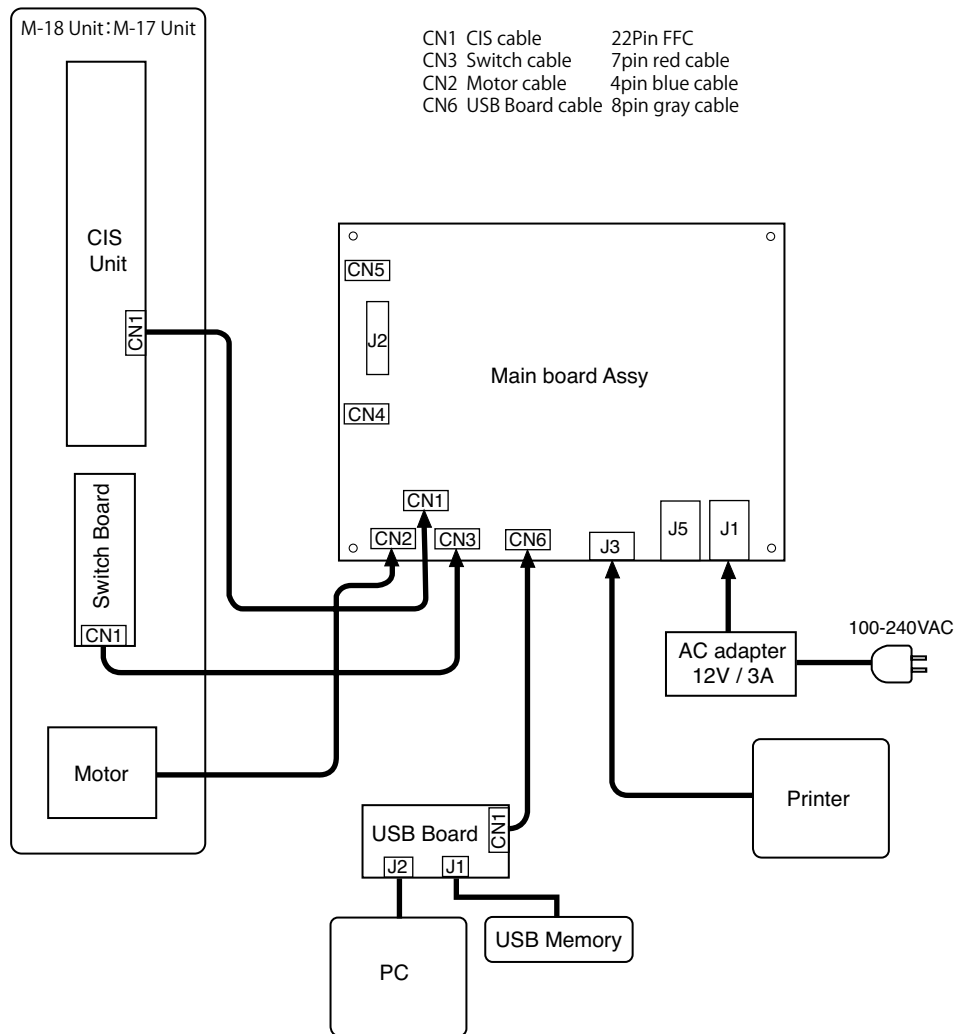 M-18 Unit:M-17 Unit
CN1 CIS cable 22Pin FFC
CN3 Switch cable 7pin red cable
CN2 Motor cable 4pin blue cable
CN6 USB Board cable 8pin gray cable
CIS
Unit
CN1
CN5
J2
CN4
Main board Assy
CN1
CN2
CN3
CN6
J3
J5
J1
Switch Board
CN1
AC adapter
12V / 3A
100-240VAC
Motor
Printer
USB Board
CN1
J2
J1
PC
USB Memory